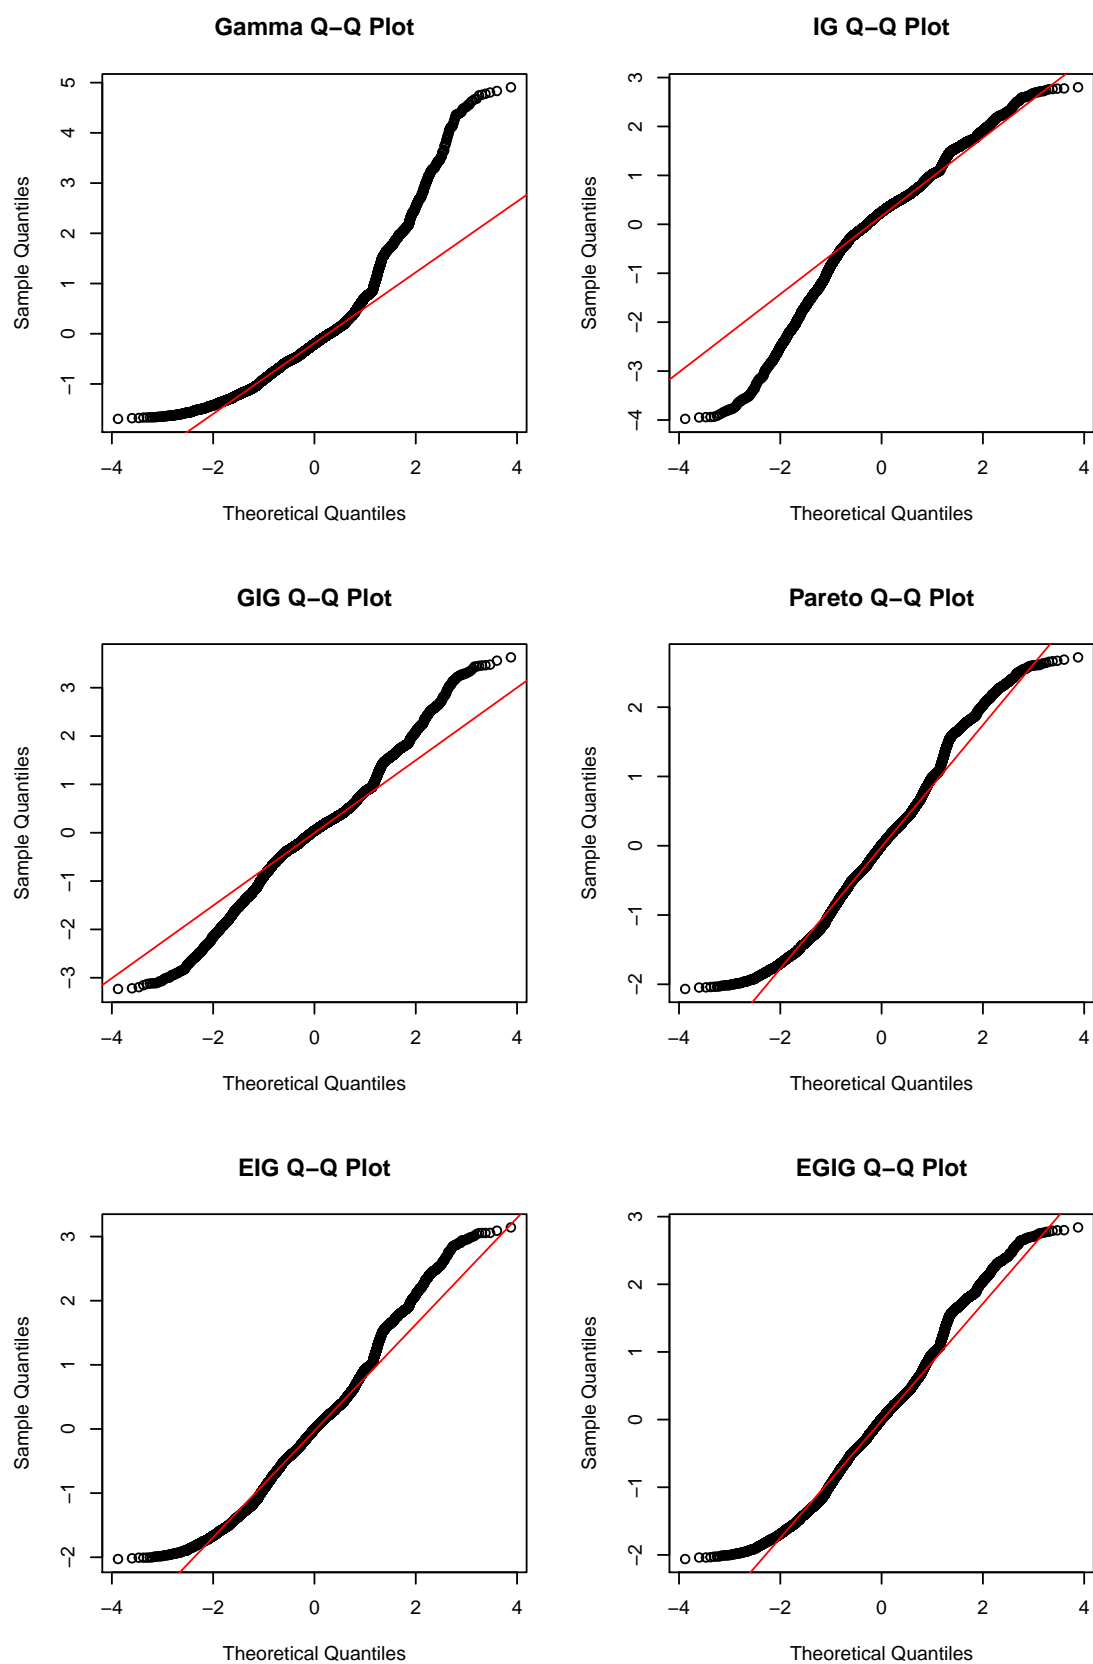 Gamma Q−Q Plot
Sample Quantiles
5
4
3
2
1
0
−1
−4 −2 0 2 4
Theoretical Quantiles
IG Q−Q Plot
Sample Quantiles
3
2
1
0
−1
−2
−3
−4
−4 −2 0 2 4
Theoretical Quantiles
GIG Q−Q Plot
Sample Quantiles
3
2
1
0
−1
−2
−3
−4 −2 0 2 4
Theoretical Quantiles
Pareto Q−Q Plot
Sample Quantiles
2
1
0
−1
−2
−4 −2 0 2 4
Theoretical Quantiles
EIG Q−Q Plot
Sample Quantiles
3
2
1
0
−1
−2
−4 −2 0 2 4
Theoretical Quantiles
EGIG Q−Q Plot
Sample Quantiles
3
2
1
0
−1
−2
−4 −2 0 2 4
Theoretical Quantiles